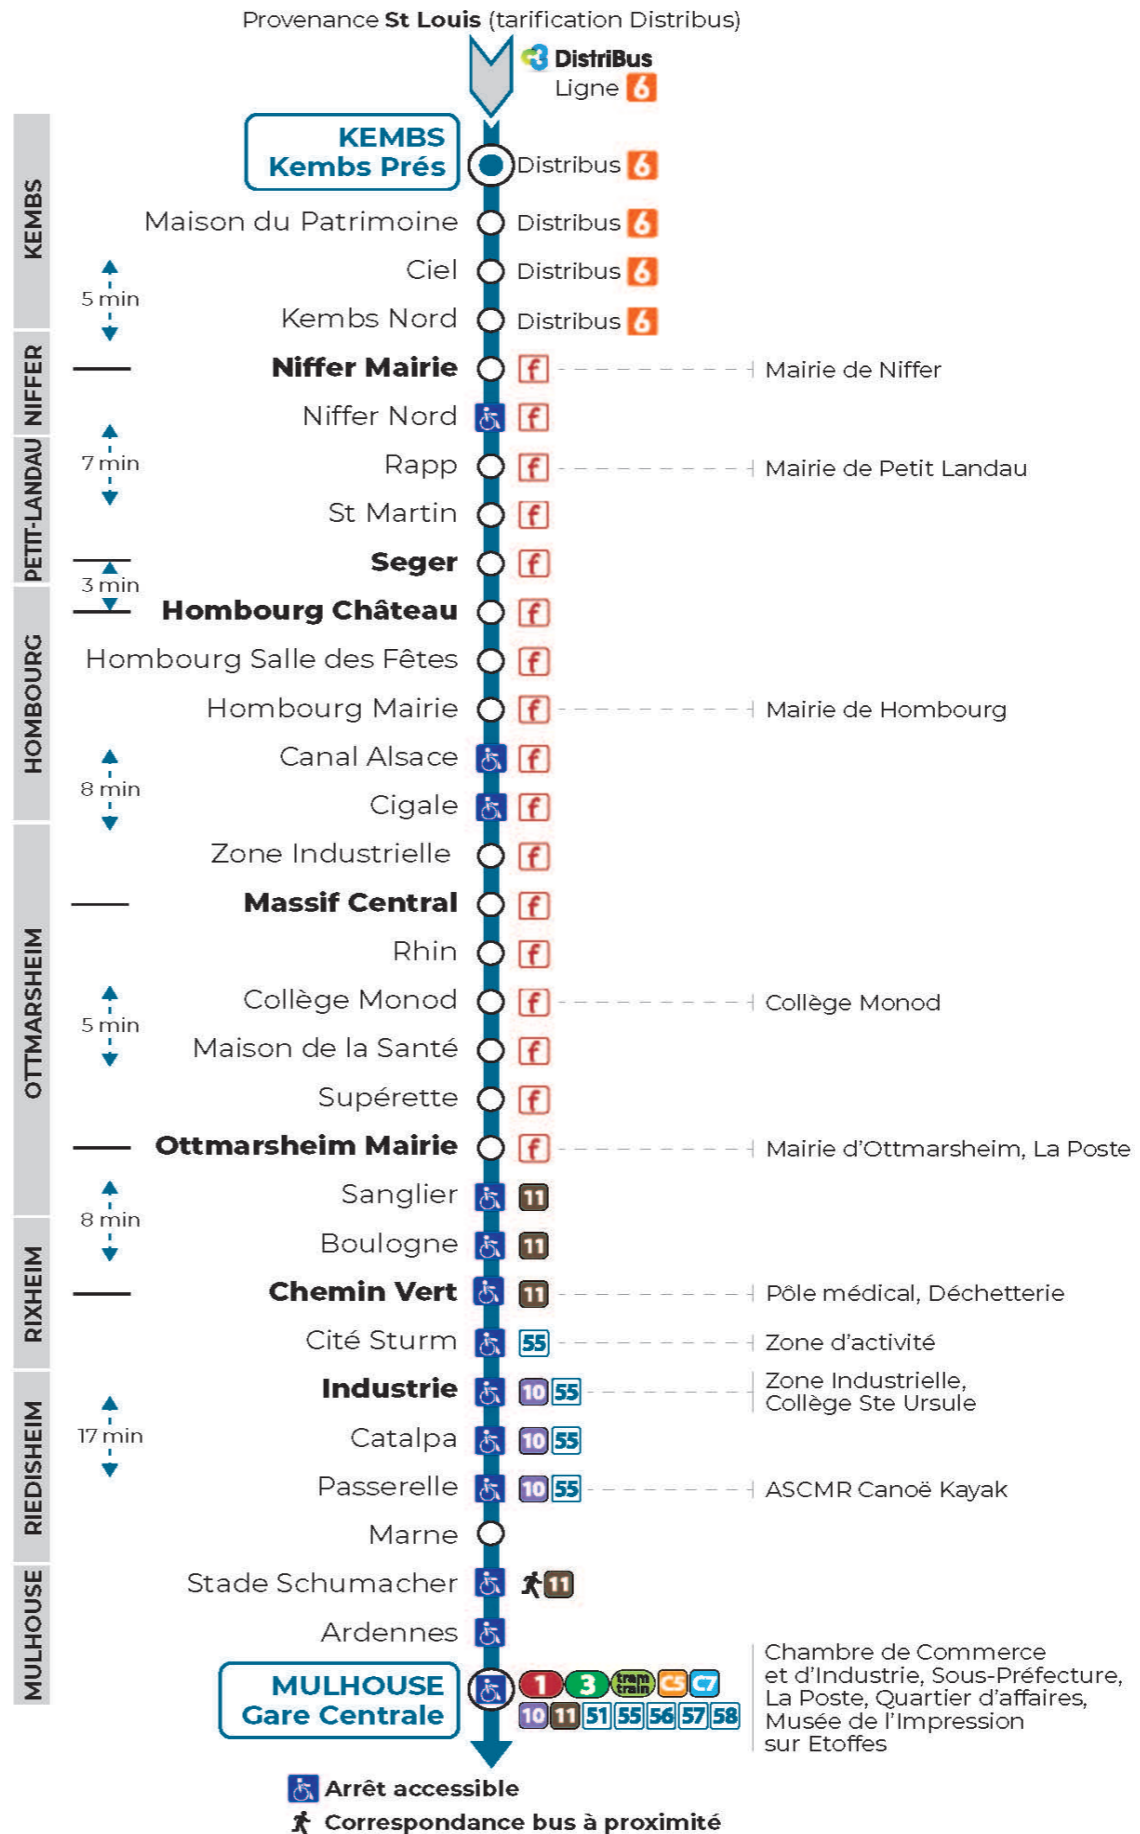 Provenance St Louis (tarification Distribus)
DistriBus
Ligne 6
KEMBS
KEMBS
Kembs Prés
Distribus 6
Maison du Patrimoine
Distribus 6
Ciel
Distribus 6
5 min
Kembs Nord
Distribus 6
NIFFER
Niffer Mairie
f
Mairie de Niffer
Niffer Nord
f
PETIT-LANDAU
7 min
Rapp
f
Mairie de Petit Landau
St Martin
f
Seger
f
3 min
HOMBOURG
Hombourg Château
f
Hombourg Salle des Fêtes
f
Hombourg Mairie
f
Mairie de Hombourg
Canal Alsace
f
8 min
Cigale
f
OTTMARSHEIM
Zone Industrielle
f
Massif Central
f
Rhin
f
Collège Monod
f
Collège Monod
5 min
Maison de la Santé
f
Supérette
f
Ottmarsheim Mairie
f
Mairie d'Ottmarsheim, La Poste
Sanglier
11
8 min
RIXHEIM
Boulogne
11
Chemin Vert
11
Pôle médical, Déchetterie
Cité Sturm
55
Zone d'activité
RIEDISHEIM
Industrie
10 55
Zone Industrielle,
Collège Ste Ursule
17 min
Catalpa
10 55
Passerelle
10 55
ASCMR Canoë Kayak
Marne
MULHOUSE
Stade Schumacher
11
Ardennes
MULHOUSE
Gare Centrale
1 3 tram train C5 C7
10 11 51 55 56 57 58
Chambre de Commerce
et d'Industrie, Sous-Préfecture,
La Poste, Quartier d'affaires,
Musée de l'Impression
sur Etoffes
Arrêt accessible
Correspondance bus à proximité